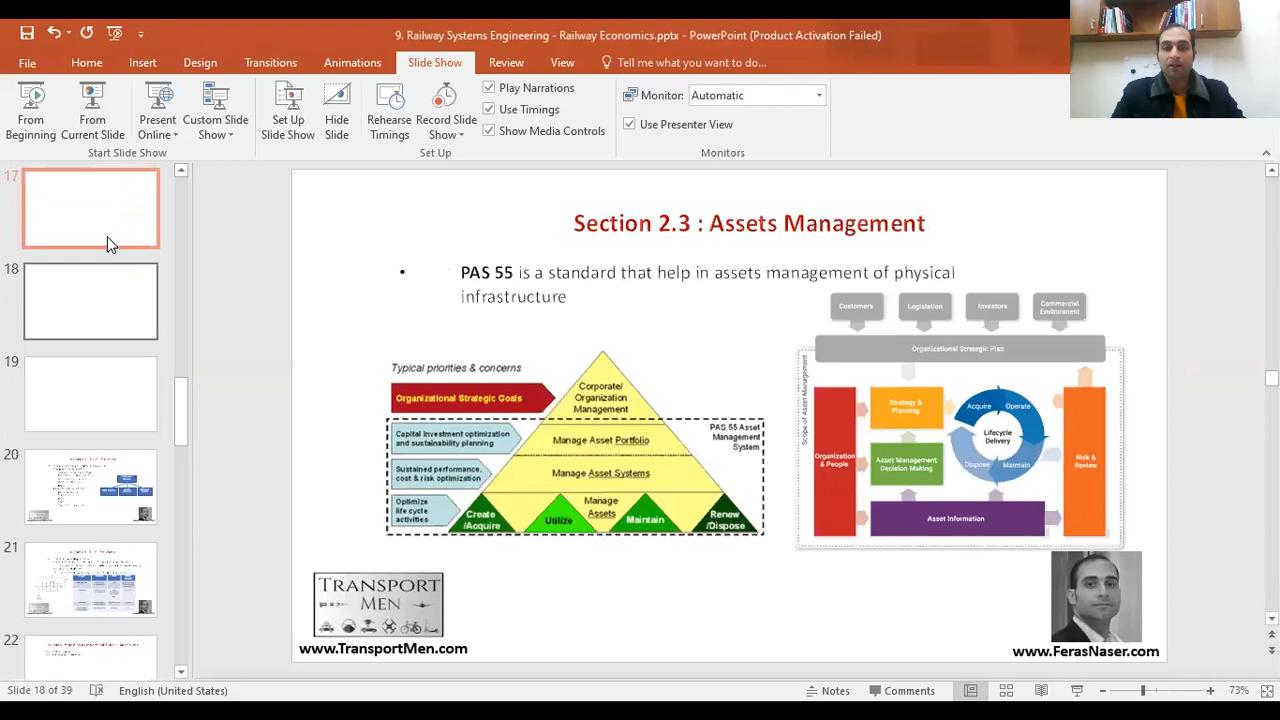 9. Railway Systems Engineering - Railway Economics.pptx - PowerPoint (Product Activation Failed)
File Home Insert Design Transitions Animations Slide Show Review View Tell me what you want to do...
From Beginning
From Current Slide
Present Online
Custom Slide Show
Start Slide Show
Set Up Slide Show
Hide Slide
Rehearse Timings
Record Slide Show
Play Narrations
Use Timings
Show Media Controls
Set Up
Monitor: Automatic
Use Presenter View
Monitors
17
18
19
20
21
22
Section 2.3 : Assets Management
• PAS 55 is a standard that help in assets management of physical
infrastructure
Typical priorities & concerns
Organizational Strategic Goals
Capital Investment optimization
and sustainability planning
Sustained performance,
cost & risk optimization
Optimize
life cycle
activities
Corporate/
Organization
Management
Manage Asset Portfolio
Manage Asset Systems
Manage
Assets
Create
/Acquire
Utilize
Maintain
Renew
/Dispose
PAS 55 Asset
Management
System
Customers
Legislation
Investors
Commercial
Environment
Organizational Strategic Plan
Scope of Asset Management
Organization
& People
Strategy &
Planning
Asset Management
Decision Making
Acquire
Operate
Lifecycle
Delivery
Dispose
Maintain
Risk &
Review
Asset Information
TRANSPORT
MEN
www.TransportMen.com
www.FerasNaser.com
Slide 18 of 39 English (United States) Notes Comments 73%